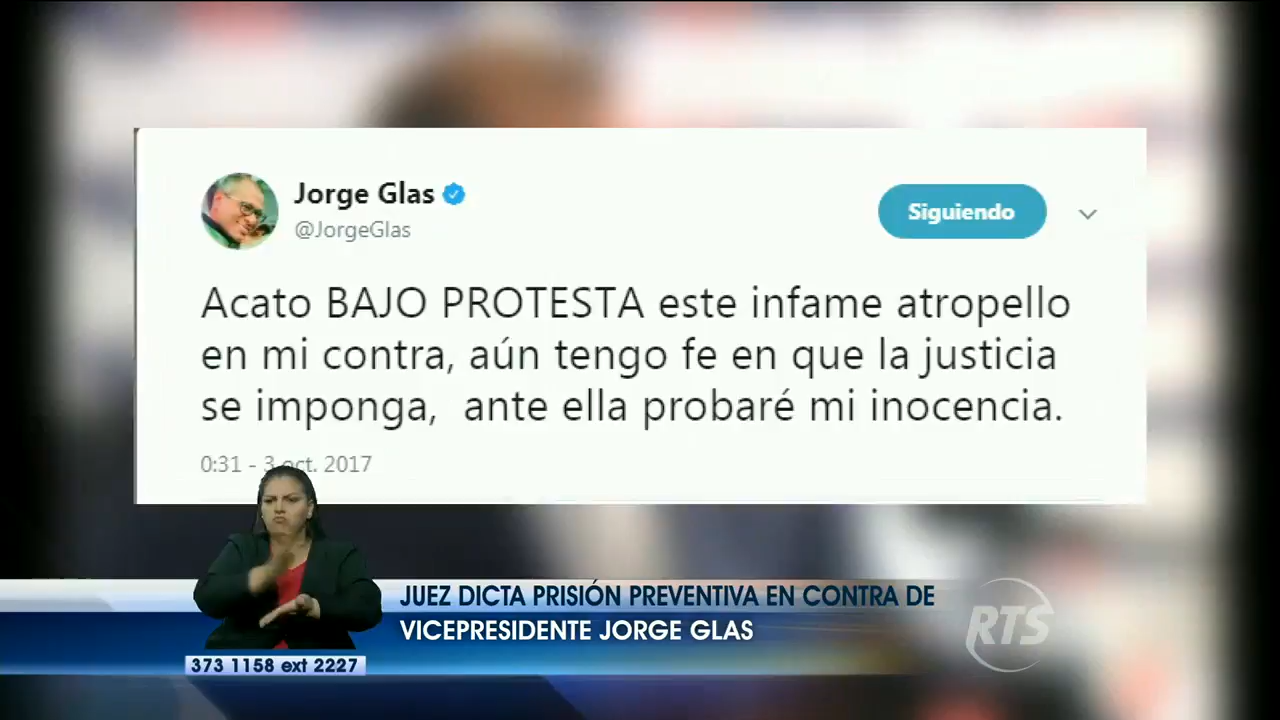 Jorge Glas
@JorgeGlas
Siguiendo
Acato BAJO PROTESTA este infame atropello
en mi contra, aún tengo fe en que la justicia
se imponga,  ante ella probaré mi inocencia.
0:31 - 3 oct. 2017
JUEZ DICTA PRISIÓN PREVENTIVA EN CONTRA DE
VICEPRESIDENTE JORGE GLAS
RTS
373 1158 ext 2227